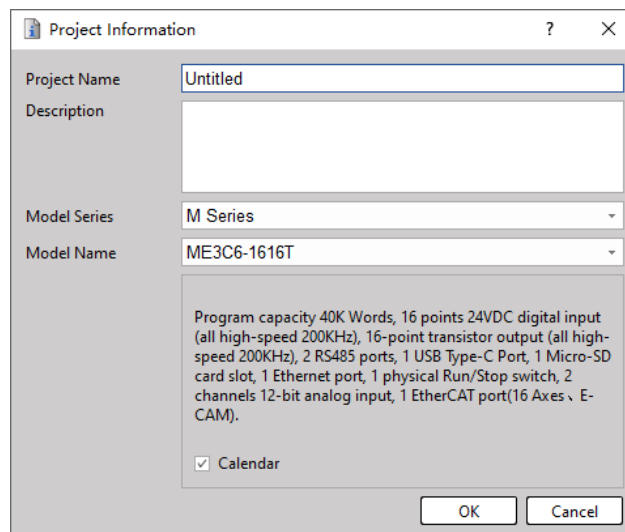 Project Information
?
Project Name
Untitled
Description
Model Series
M Series
Model Name
ME3C6-1616T
Program capacity 40K Words, 16 points 24VDC digital input
(all high-speed 200KHz), 16-point transistor output (all high-
speed 200KHz), 2 RS485 ports, 1 USB Type-C Port, 1 Micro-SD
card slot, 1 Ethernet port, 1 physical Run/Stop switch, 2
channels 12-bit analog input, 1 EtherCAT port(16 Axes、E-
CAM).
Calendar
OK
Cancel